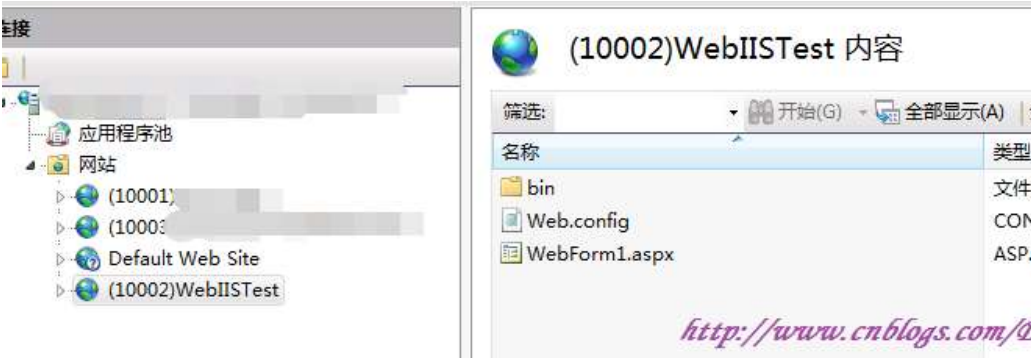 连接
(10002)WebIISTest 内容
筛选:
开始(G)
全部显示(A)
应用程序池
网站
(10001)
(10003
Default Web Site
(10002)WebIISTest
名称
类型
bin
文件
Web.config
CON
WebForm1.aspx
ASP.
http://www.cnblogs.com/